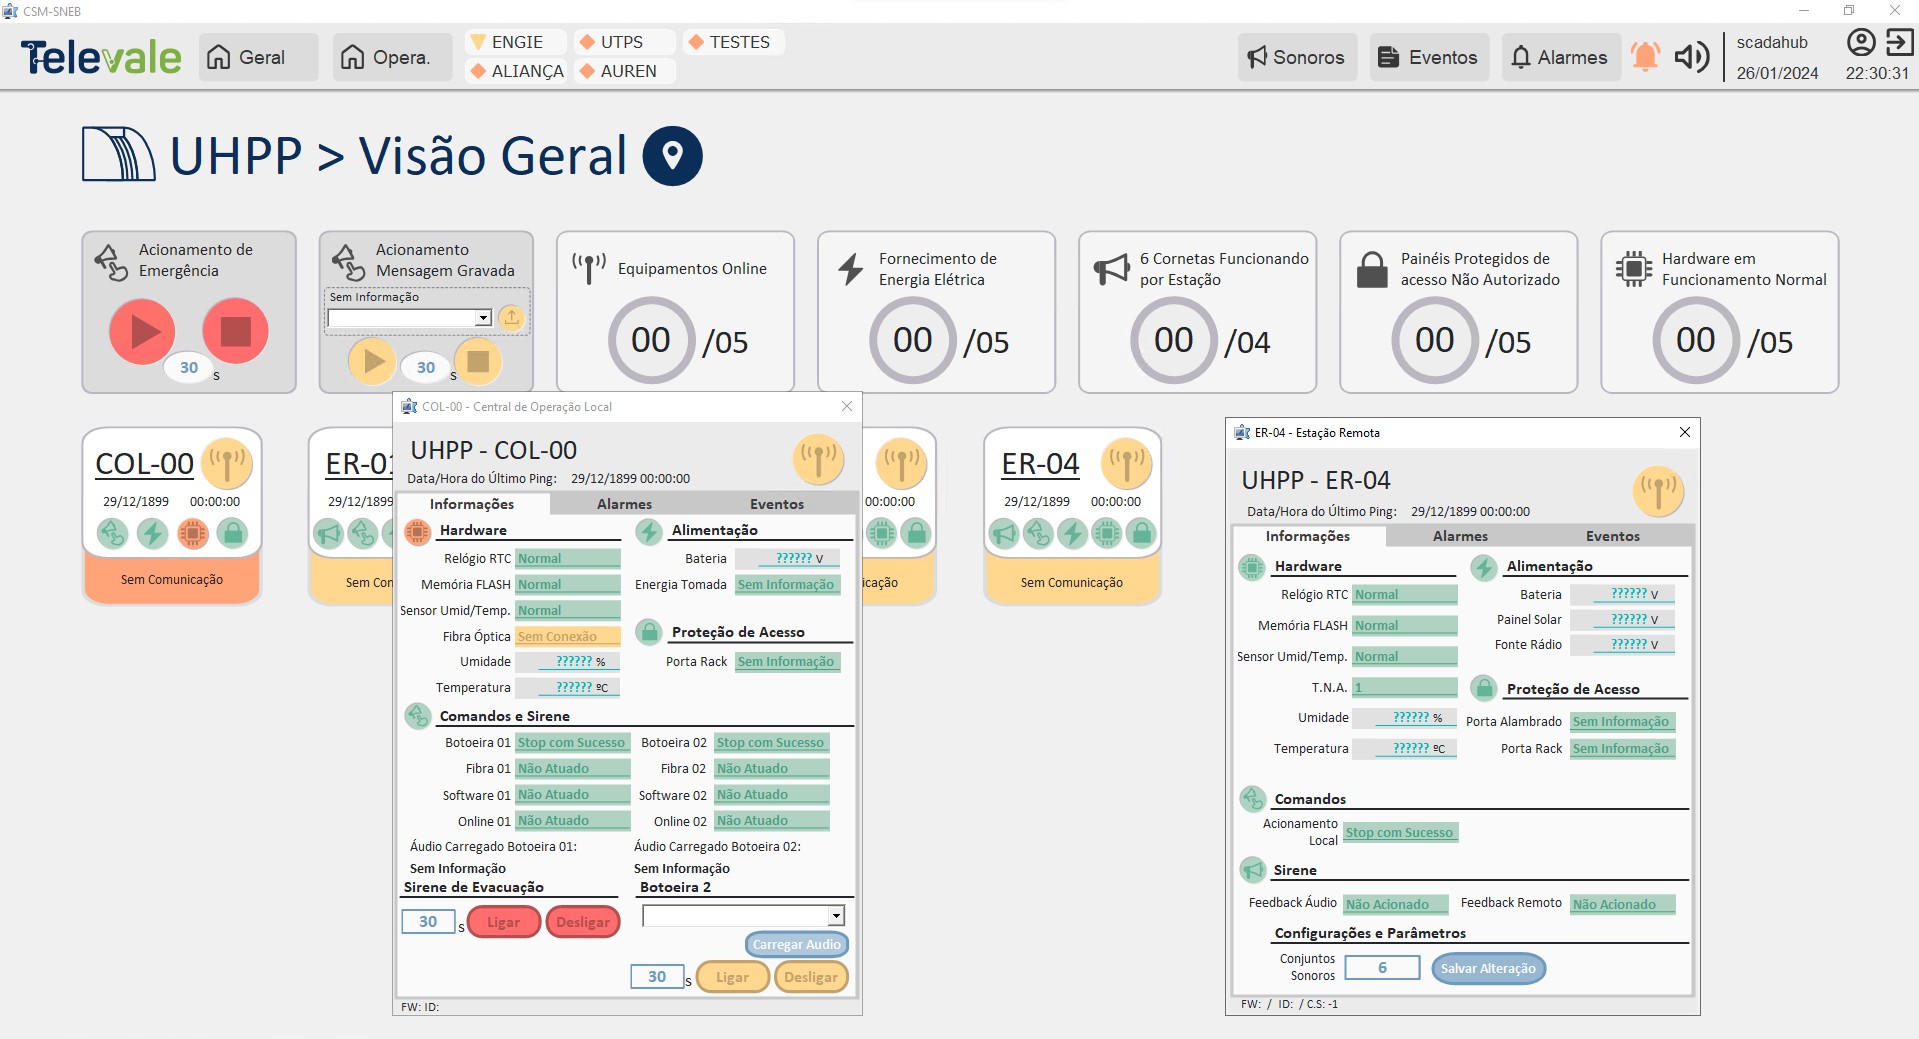 CSM-SNEB
Televale
Geral
Opera.
ENGIE
UTPS
TESTES
ALIANÇA
AUREN
Sonoros
Eventos
Alarmes
scadahub
26/01/2024
22:30:31
UHPP > Visão Geral
Acionamento de
Emergência
30
s
Acionamento
Mensagem Gravada
Sem Informação
30
s
Equipamentos Online
00
/05
Fornecimento de
Energia Elétrica
00
/05
6 Cornetas Funcionando
por Estação
00
/04
Painéis Protegidos de
acesso Não Autorizado
00
/05
Hardware em
Funcionamento Normal
00
/05
COL-00
29/12/1899 00:00:00
Sem Comunicação
ER-01
29/12/1899
Sem Con
00:00:00
icação
ER-04
29/12/1899 00:00:00
Sem Comunicação
COL-00 - Central de Operação Local
UHPP - COL-00
Data/Hora do Último Ping: 29/12/1899 00:00:00
Informações Alarmes Eventos
Hardware
Relógio RTC Normal
Memória FLASH Normal
Sensor Umid/Temp. Normal
Fibra Óptica Sem Conexão
Umidade ?????? %
Temperatura ?????? ºC
Alimentação
Bateria ?????? V
Energia Tomada Sem Informação
Proteção de Acesso
Porta Rack Sem Informação
Comandos e Sirene
Botoeira 01 Stop com Sucesso Botoeira 02 Stop com Sucesso
Fibra 01 Não Atuado Fibra 02 Não Atuado
Software 01 Não Atuado Software 02 Não Atuado
Online 01 Não Atuado Online 02 Não Atuado
Áudio Carregado Botoeira 01: Áudio Carregado Botoeira 02:
Sem Informação Sem Informação
Sirene de Evacuação
30 s Ligar Desligar
Botoeira 2
Carregar Audio
30 s Ligar Desligar
FW: ID:
ER-04 - Estação Remota
UHPP - ER-04
Data/Hora do Último Ping: 29/12/1899 00:00:00
Informações Alarmes Eventos
Hardware
Relógio RTC Normal
Memória FLASH Normal
Sensor Umid/Temp. Normal
T.N.A. 1
Umidade ?????? %
Temperatura ?????? ºC
Alimentação
Bateria ?????? V
Painel Solar ?????? V
Fonte Rádio ?????? V
Proteção de Acesso
Porta Alambrado Sem Informação
Porta Rack Sem Informação
Comandos
Acionamento
Local
Stop com Sucesso
Sirene
Feedback Áudio Não Acionado Feedback Remoto Não Acionado
Configurações e Parâmetros
Conjuntos
Sonoros
6
Salvar Alteração
FW: / ID: / C.S: -1